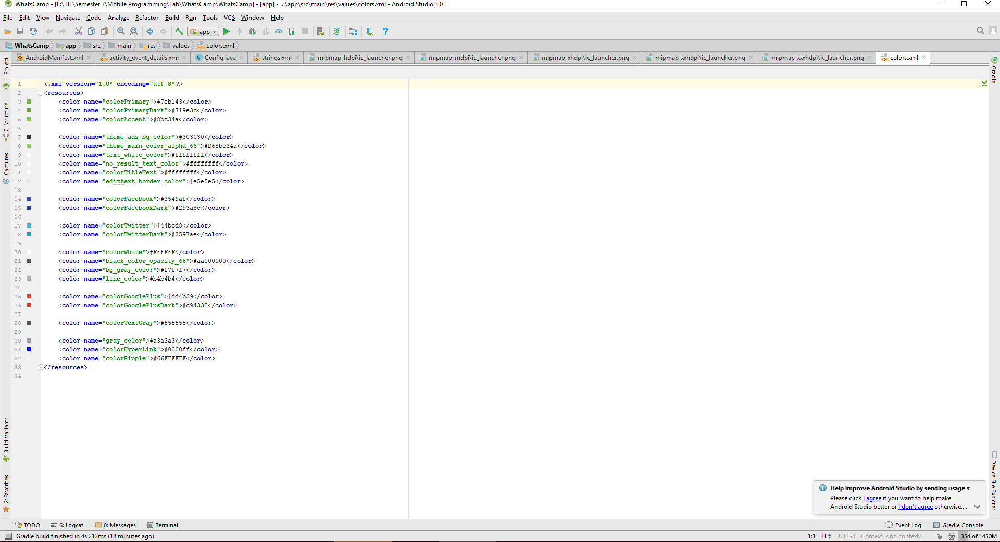 WhatsCamp - [F:\TIF\Semester 7\Mobile Programming\Lab\WhatsCamp\WhatsCamp] - [app] - ...\app\src\main\res\values\colors.xml - Android Studio 3.0
File Edit View Navigate Code Analyze Refactor Build Run Tools VCS Window Help
app
WhatsCamp app src main res values colors.xml
AndroidManifest.xml activity_event_details.xml Config.java strings.xml mipmap-hdpi\ic_launcher.png mipmap-mdpi\ic_launcher.png mipmap-xhdpi\ic_launcher.png mipmap-xxhdpi\ic_launcher.png mipmap-xxxhdpi\ic_launcher.png colors.xml
1: Project
7: Structure
Captures
Build Variants
2: Favorites
Gradle
Device File Explorer
1 <?xml version="1.0" encoding="utf-8"?>
2 <resources>
3 <color name="colorPrimary">#7eb143</color>
4 <color name="colorPrimaryDark">#719e3c</color>
5 <color name="colorAccent">#8bc34a</color>
6
7 <color name="theme_ads_bg_color">#303030</color>
8 <color name="theme_main_color_alpha_66">#D68bc34a</color>
9 <color name="text_white_color">#ffffffff</color>
10 <color name="no_result_text_color">#ffffffff</color>
11 <color name="colorTitleText">#ffffffff</color>
12 <color name="edittext_border_color">#e5e5e5</color>
13
14 <color name="colorFacebook">#3549af</color>
15 <color name="colorFacebookDark">#293a8c</color>
16
17 <color name="colorTwitter">#44bcd8</color>
18 <color name="colorTwitterDark">#3597ae</color>
19
20 <color name="colorWhite">#FFFFFF</color>
21 <color name="black_color_opacity_66">#aa000000</color>
22 <color name="bg_gray_color">#f7f7f7</color>
23 <color name="line_color">#b4b4b4</color>
24
25 <color name="colorGooglePlus">#dd4b39</color>
26 <color name="colorGooglePlusDark">#c94332</color>
27
28 <color name="colorTextGray">#555555</color>
29
30 <color name="gray_color">#a3a3a3</color>
31 <color name="colorHyperLink">#0000ff</color>
32 <color name="colorRipple">#66FFFFFF</color>
33 </resources>
34
Help improve Android Studio by sending usage st
Please click I agree if you want to help make
Android Studio better or I don't agree otherwise....
TODO 6: Logcat 0: Messages Terminal Event Log Gradle Console
Gradle build finished in 4s 212ms (18 minutes ago) 1:1 LF UTF-8 Context: <no context> 354 of 1450M